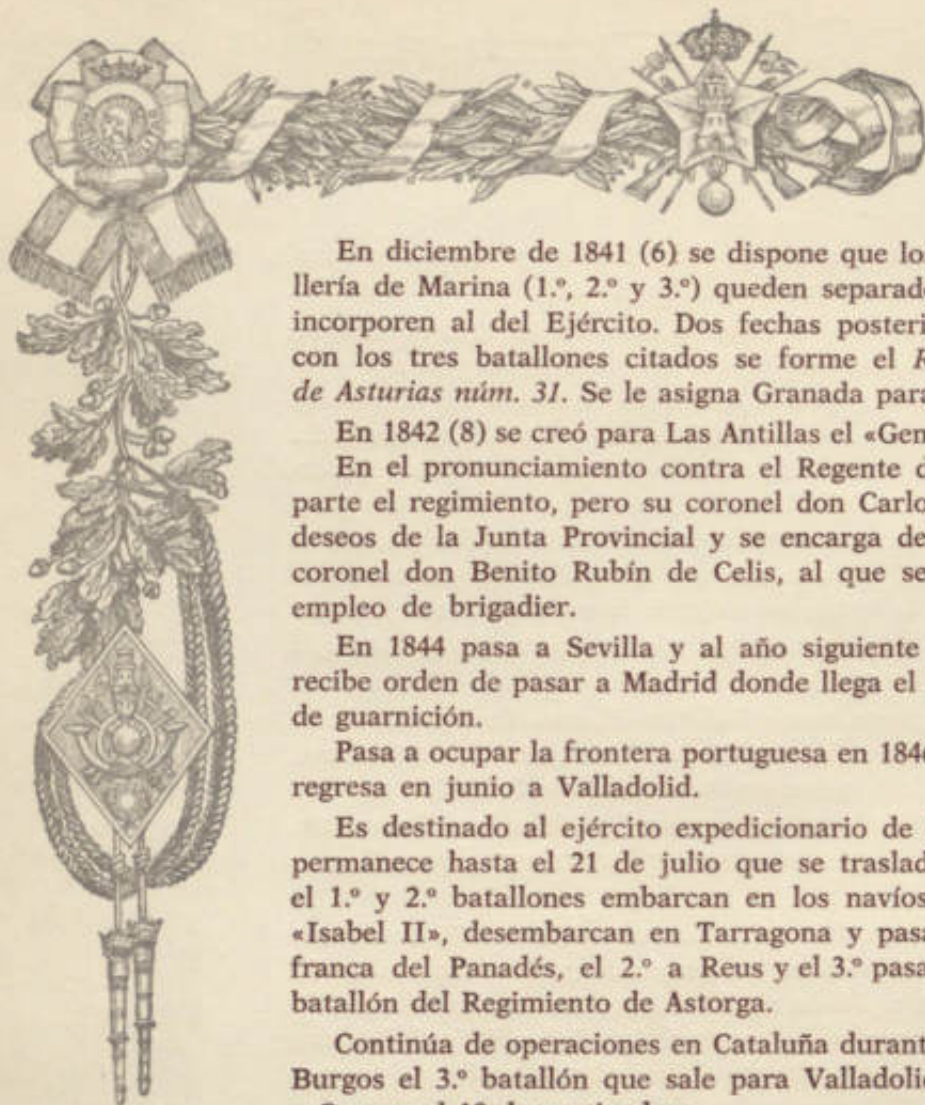 En diciembre de 1841 (6) se dispone que lo
llería de Marina (1.º, 2.º y 3.º) queden separad
incorporen al del Ejército. Dos fechas posteri
con los tres batallones citados se forme el R
de Asturias núm. 31. Se le asigna Granada para
En 1842 (8) se creó para Las Antillas el «Gen
En el pronunciamiento contra el Regente d
parte el regimiento, pero su coronel don Carlo
deseos de la Junta Provincial y se encarga de
coronel don Benito Rubín de Celis, al que se
empleo de brigadier.
En 1844 pasa a Sevilla y al año siguiente
recibe orden de pasar a Madrid donde llega el
de guarnición.
Pasa a ocupar la frontera portuguesa en 184
regresa en junio a Valladolid.
Es destinado al ejército expedicionario de
permanece hasta el 21 de julio que se traslad
el 1.º y 2.º batallones embarcan en los navíos
«Isabel II», desembarcan en Tarragona y pasa
franca del Panadés, el 2.º a Reus y el 3.º pasa
batallón del Regimiento de Astorga.
Continúa de operaciones en Cataluña durant
Burgos el 3.º batallón que sale para Valladoli